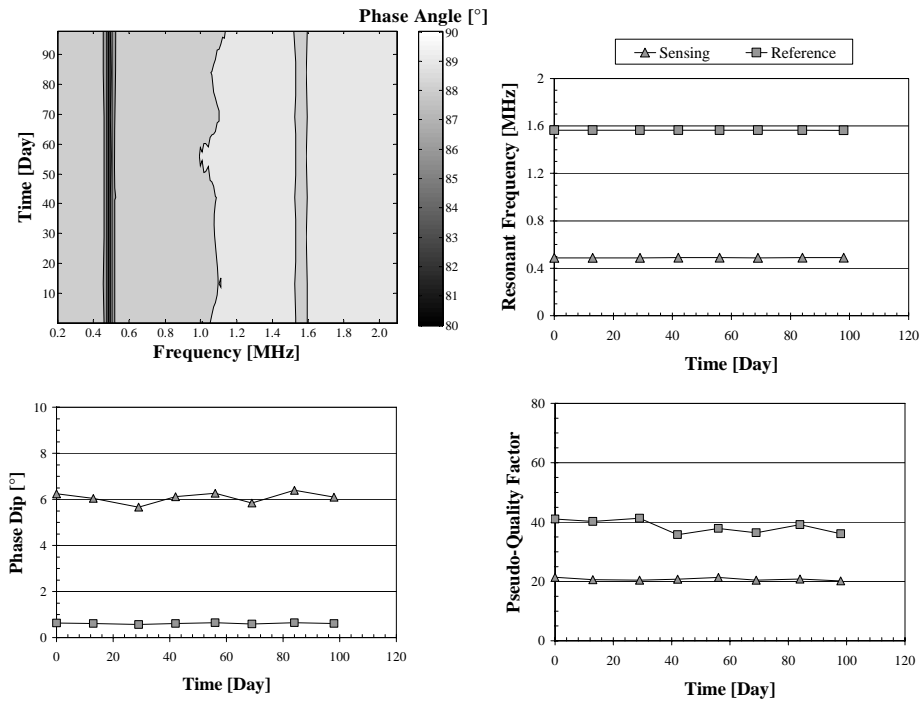 Phase Angle [°]
90
89
88
87
86
85
84
83
82
81
80
Time [Day]
90
80
70
60
50
40
30
20
10
0.2 0.4 0.6 0.8 1.0 1.2 1.4 1.6 1.8 2.0
Frequency [MHz]
Sensing Reference
Resonant Frequency [MHz]
2
1.6
1.2
0.8
0.4
0
0 20 40 60 80 100 120
Time [Day]
Phase Dip [°]
10
8
6
4
2
0
0 20 40 60 80 100 120
Time [Day]
Pseudo-Quality Factor
80
60
40
20
0
0 20 40 60 80 100 120
Time [Day]